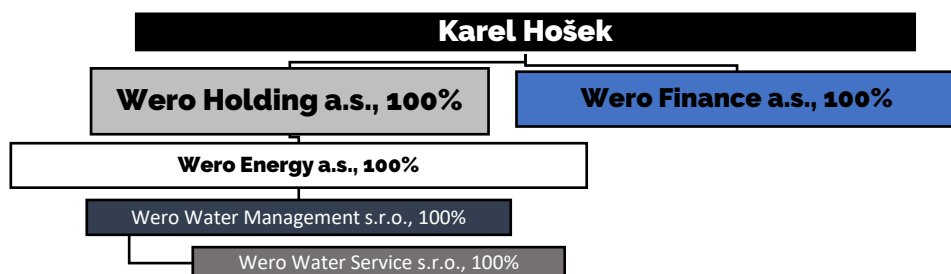 Karel Hošek
Wero Holding a.s., 100%
Wero Finance a.s., 100%
Wero Energy a.s., 100%
Wero Water Management s.r.o., 100%
Wero Water Service s.r.o., 100%